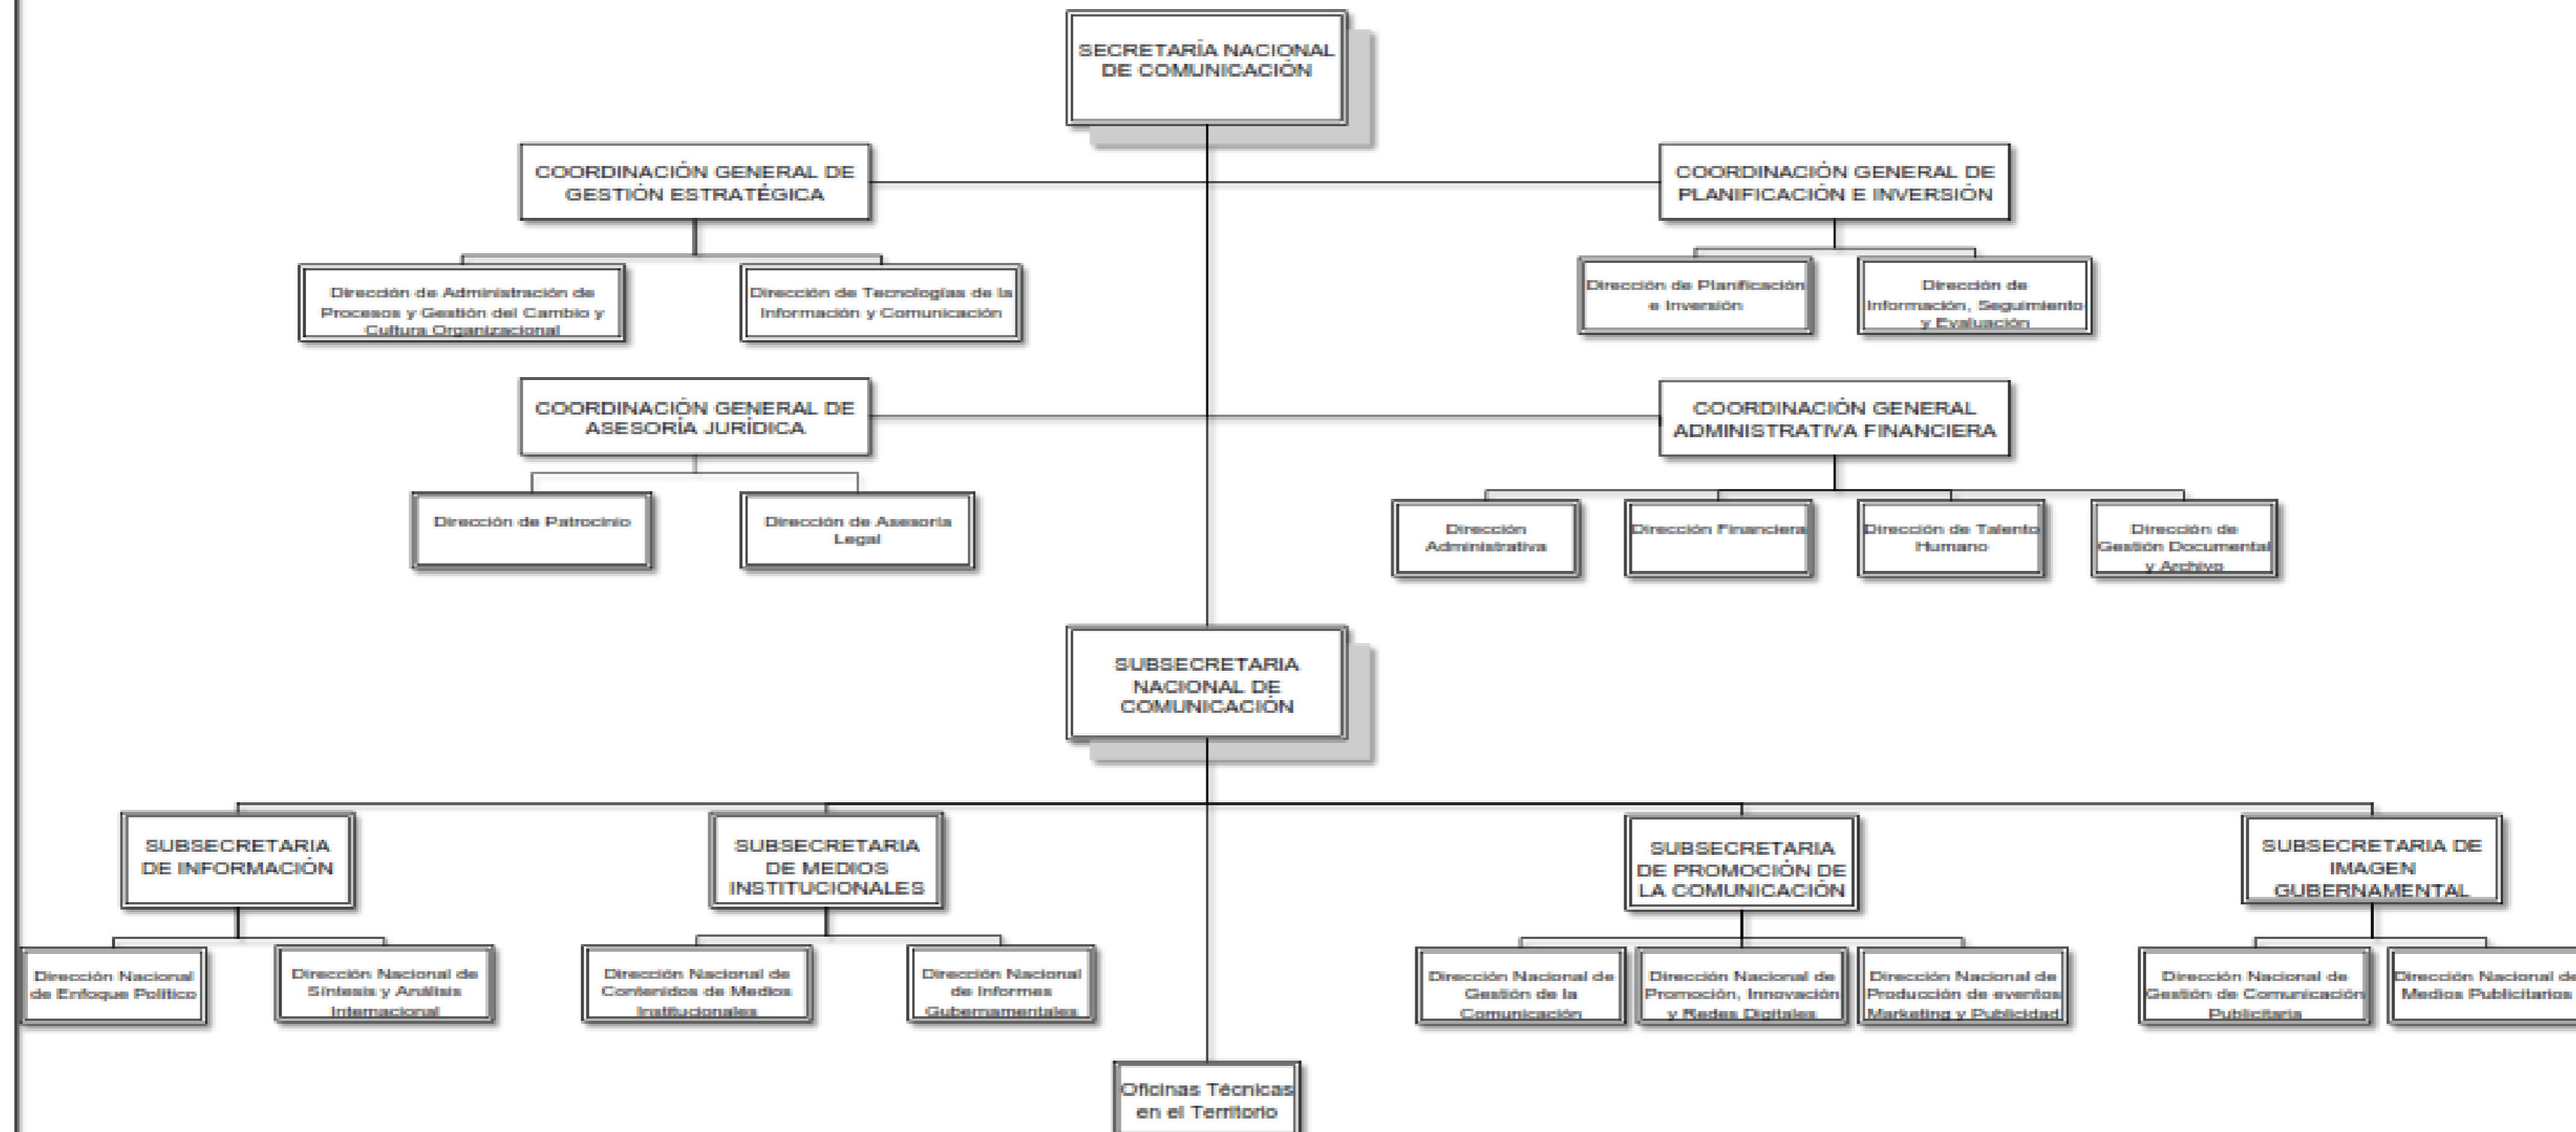 SECRETARÍA NACIONAL
DE COMUNICACIÓN
COORDINACIÓN GENERAL DE
GESTIÓN ESTRATÉGICA
COORDINACIÓN GENERAL DE
PLANIFICACIÓN E INVERSIÓN
Dirección de Administración de
Procesos y Gestión del Cambio y
Cultura Organizacional
Dirección de Tecnologías de la
Información y Comunicación
Dirección de Planificación
e Inversión
Dirección de
Información, Seguimiento
y Evaluación
COORDINACIÓN GENERAL DE
ASESORÍA JURÍDICA
COORDINACIÓN GENERAL
ADMINISTRATIVA FINANCIERA
Dirección de Patrocinio
Dirección de Asesoría
Legal
Dirección
Administrativa
Dirección Financiera
Dirección de Talento
Humano
Dirección de
Gestión Documental
y Archivo
SUBSECRETARIA
NACIONAL DE
COMUNICACIÓN
SUBSECRETARIA
DE INFORMACIÓN
SUBSECRETARIA
DE MEDIOS
INSTITUCIONALES
SUBSECRETARIA
DE PROMOCIÓN DE
LA COMUNICACIÓN
SUBSECRETARIA DE
IMAGEN
GUBERNAMENTAL
Dirección Nacional
de Enfoque Político
Dirección Nacional de
Síntesis y Análisis
Internacional
Dirección Nacional de
Contenidos de Medios
Institucionales
Dirección Nacional
de Informes
Gubernamentales
Dirección Nacional de
Gestión de la
Comunicación
Dirección Nacional de
Promoción, Innovación
y Redes Digitales
Dirección Nacional de
Producción de eventos
Marketing y Publicidad
Dirección Nacional de
Gestión de Comunicación
Publicitaria
Dirección Nacional de
Medios Publicitarios
Oficinas Técnicas
en el Territorio